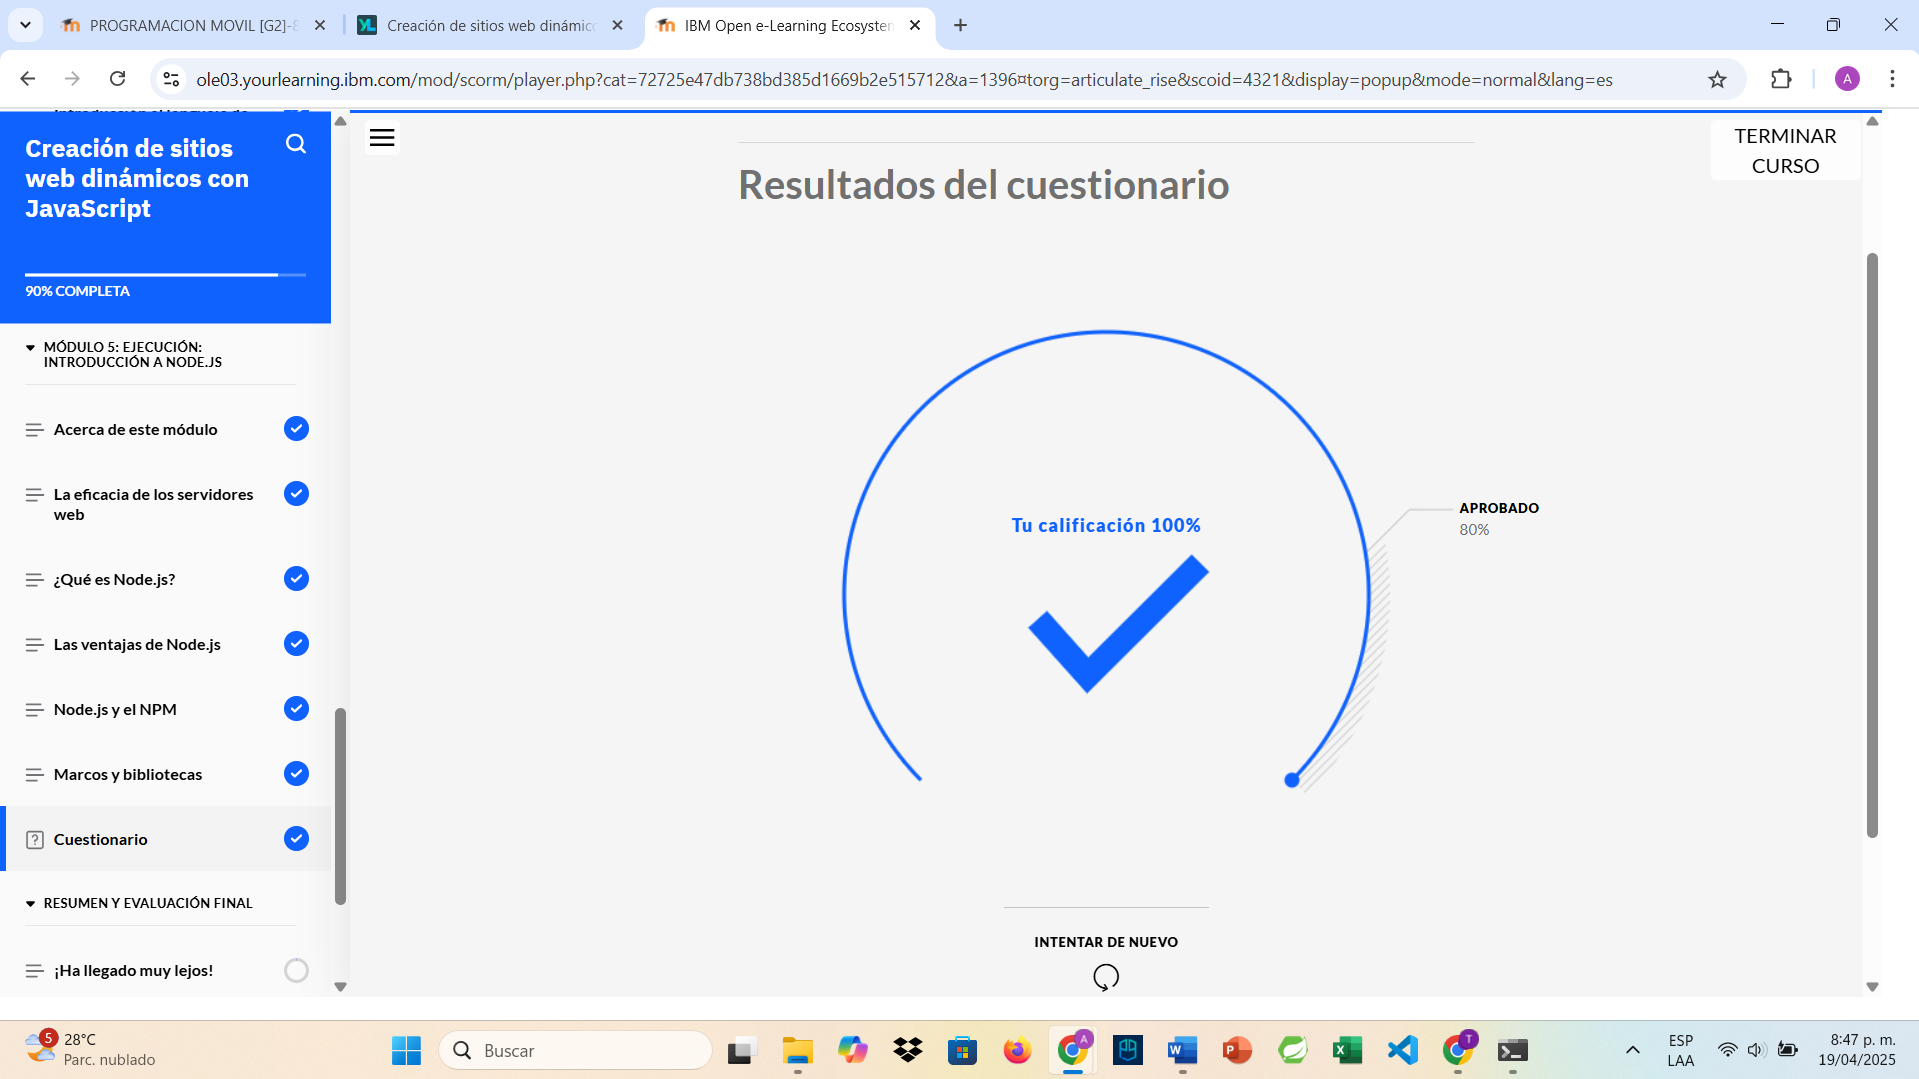 PROGRAMACION MOVIL [G2]-8
Creación de sitios web dinámico
IBM Open e-Learning Ecosystem
ole03.yourlearning.ibm.com/mod/scorm/player.php?cat=72725e47db738bd385d1669b2e515712&a=1396¤torg=articulate_rise&scoid=4321&display=popup&mode=normal&lang=es
A
Creación de sitios
web dinámicos con
JavaScript
90% COMPLETA
MÓDULO 5: EJECUCIÓN:
INTRODUCCIÓN A NODE.JS
Acerca de este módulo
La eficacia de los servidores
web
¿Qué es Node.js?
Las ventajas de Node.js
Node.js y el NPM
Marcos y bibliotecas
Cuestionario
RESUMEN Y EVALUACIÓN FINAL
¡Ha llegado muy lejos!
TERMINAR
CURSO
Resultados del cuestionario
Tu calificación 100%
APROBADO
80%
INTENTAR DE NUEVO
5
28°C
Parc. nublado
Buscar
A
T
ESP
LAA
8:47 p. m.
19/04/2025